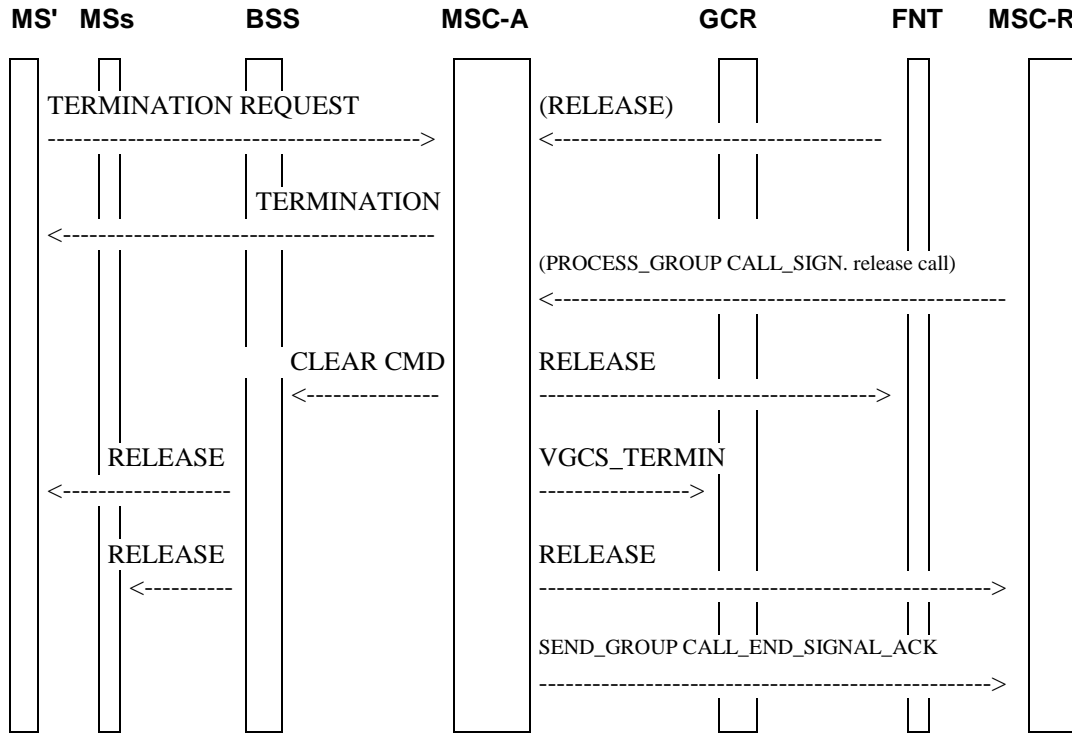 MS' MSs BSS MSC-A GCR FNT MSC-R
TERMINATION REQUEST (RELEASE)
TERMINATION
(PROCESS_GROUP CALL_SIGN. release call)
CLEAR CMD RELEASE
RELEASE VGCS_TERMIN
RELEASE RELEASE
SEND_GROUP CALL_END_SIGNAL_ACK